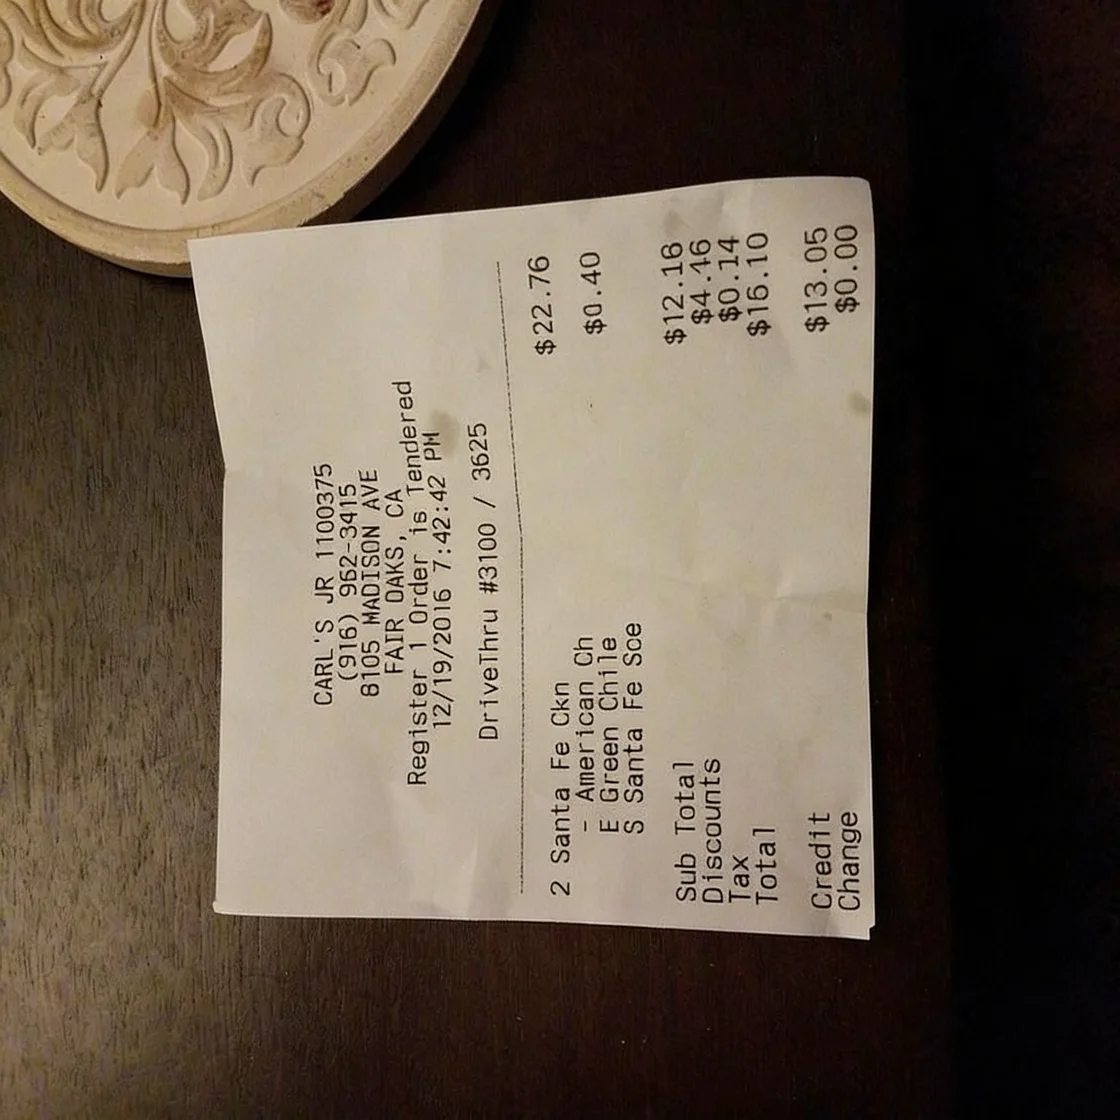 CARL'S JR 1100375
(916) 962-3415
8105 MADISON AVE
FAIR OAKS, CA
Register 1 Order is Tendered
12/19/2016 7:42:42 PM
DriveThru #3100 / 3625
2 Santa Fe Ckn $22.76
- American Ch
E Green Chile $0.40
S Santa Fe Sce
Sub Total $12.16
Discounts $4.46
Tax $0.14
Total $16.10
Credit $13.05
Change $0.00